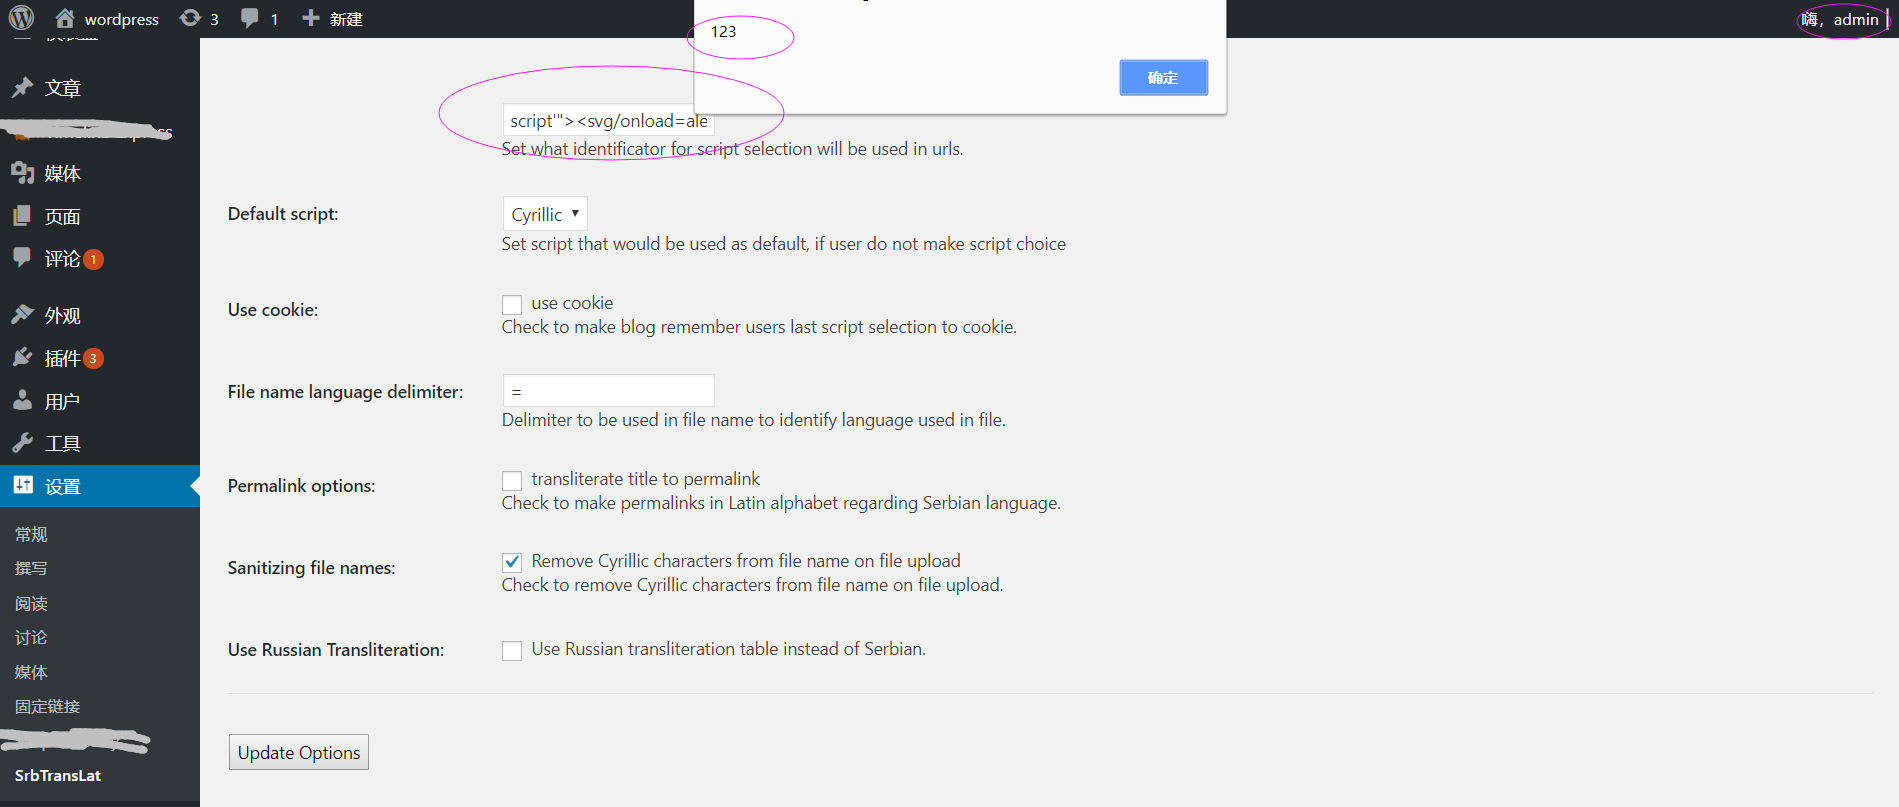 wordpress
3
1
新建
123
嗨，admin
确定
script'"><svg/onload=ale
Set what identificator for script selection will be used in urls.
Default script:
Cyrillic
Set script that would be used as default, if user do not make script choice
Use cookie:
use cookie
Check to make blog remember users last script selection to cookie.
File name language delimiter:
=
Delimiter to be used in file name to identify language used in file.
Permalink options:
transliterate title to permalink
Check to make permalinks in Latin alphabet regarding Serbian language.
Sanitizing file names:
Remove Cyrillic characters from file name on file upload
Check to remove Cyrillic characters from file name on file upload.
Use Russian Transliteration:
Use Russian transliteration table instead of Serbian.
Update Options
文章
媒体
页面
评论 1
外观
插件 3
用户
工具
设置
常规
撰写
阅读
讨论
媒体
固定链接
SrbTransLat